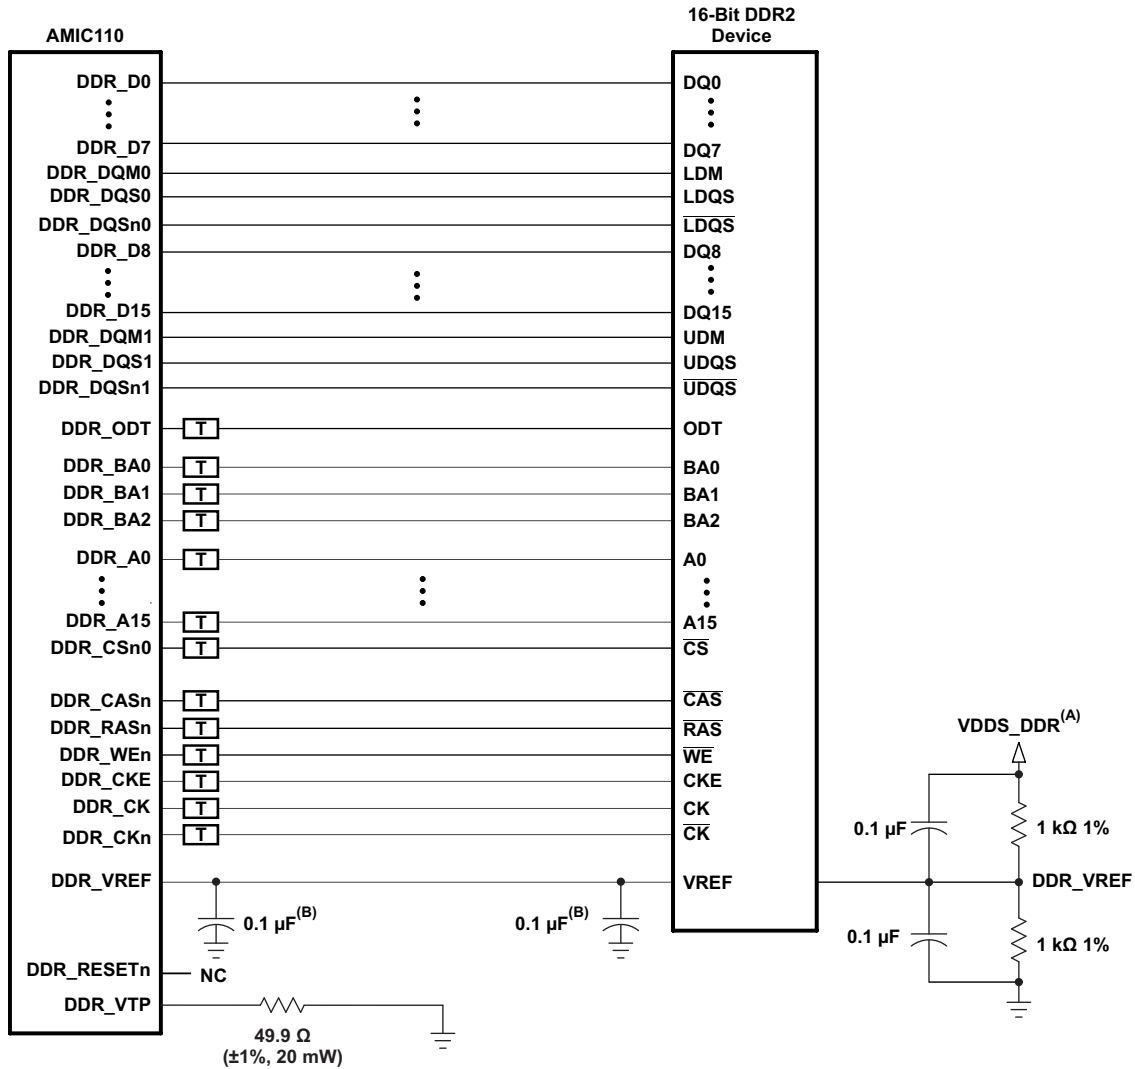 AMIC110
16-Bit DDR2
Device
DDR_D0
DQ0
DDR_D7
DQ7
DDR_DQM0
LDM
DDR_DQS0
LDQS
DDR_DQSn0
LDQS
DDR_D8
DQ8
DDR_D15
DQ15
DDR_DQM1
UDM
DDR_DQS1
UDQS
DDR_DQSn1
UDQS
DDR_ODT T ODT
DDR_BA0 T BA0
DDR_BA1 T BA1
DDR_BA2 T BA2
DDR_A0 T A0
DDR_A15 T A15
DDR_CSn0 T CS
DDR_CASn T CAS
DDR_RASn T RAS
DDR_WEn T WE
DDR_CKE T CKE
DDR_CK T CK
DDR_CKn T CK
DDR_VREF VREF
0.1 µF(B)
0.1 µF(B)
DDR_RESETn NC
DDR_VTP
49.9 Ω
(±1%, 20 mW)
VDDS_DDR(A)
0.1 µF
1 kΩ 1%
DDR_VREF
0.1 µF
1 kΩ 1%